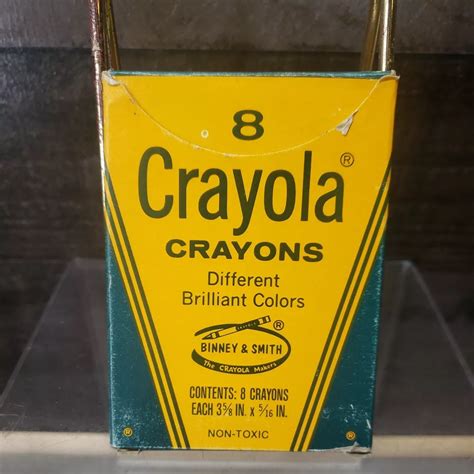 8
Crayola®
CRAYONS
Different
Brilliant Colors
®
BINNEY & SMITH
The CRAYOLA Makers
CONTENTS: 8 CRAYONS
EACH 3⅝ IN. x 5/16 IN.
® NON-TOXIC ®